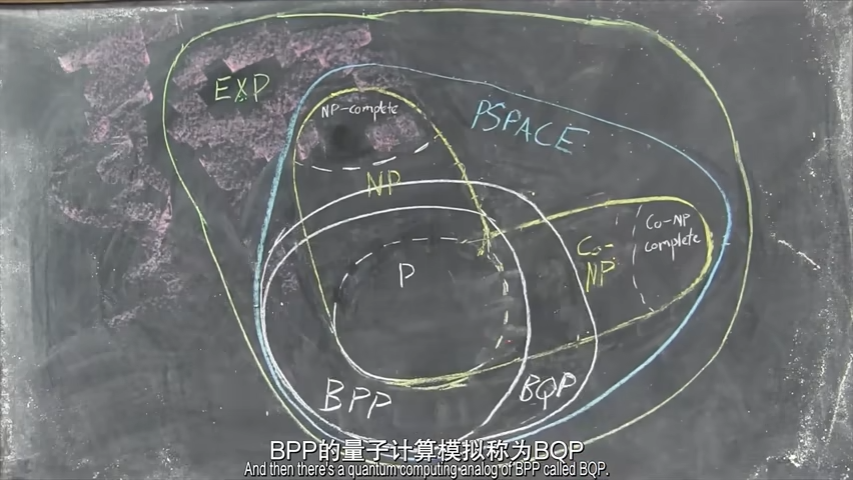 EXP
NP-complete
PSPACE
NP
Co-NP
complete
Co-
NP
P
BPP
BQP
BPP的量子计算模拟称为BQP
And then there's a quantum computing analog of BPP called BQP.